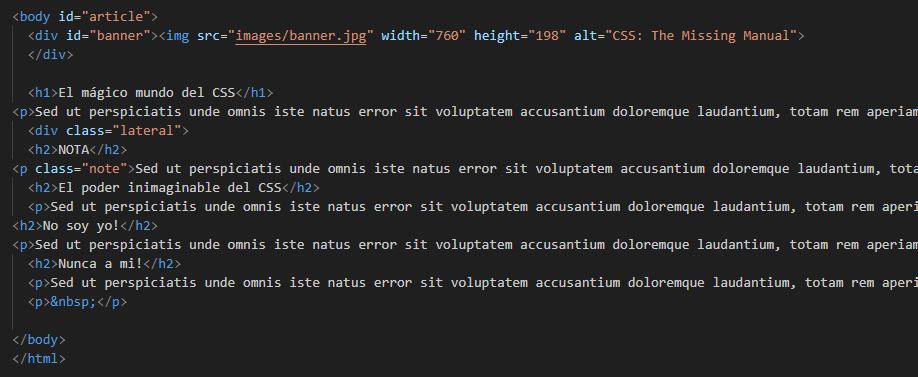 <body id="article">
<div id="banner"><img src="images/banner.jpg" width="760" height="198" alt="CSS: The Missing Manual">
</div>
<h1>El mágico mundo del CSS</h1>
<p>Sed ut perspiciatis unde omnis iste natus error sit voluptatem accusantium doloremque laudantium, totam rem aperiam
<div class="lateral">
<h2>NOTA</h2>
<p class="note">Sed ut perspiciatis unde omnis iste natus error sit voluptatem accusantium doloremque laudantium, tota
<h2>El poder inimaginable del CSS</h2>
<p>Sed ut perspiciatis unde omnis iste natus error sit voluptatem accusantium doloremque laudantium, totam rem aperi
<h2>No soy yo!</h2>
<p>Sed ut perspiciatis unde omnis iste natus error sit voluptatem accusantium doloremque laudantium, totam rem aperiam
<h2>Nunca a mi!</h2>
<p>Sed ut perspiciatis unde omnis iste natus error sit voluptatem accusantium doloremque laudantium, totam rem aperi
<p>&nbsp;</p>
</body>
</html>